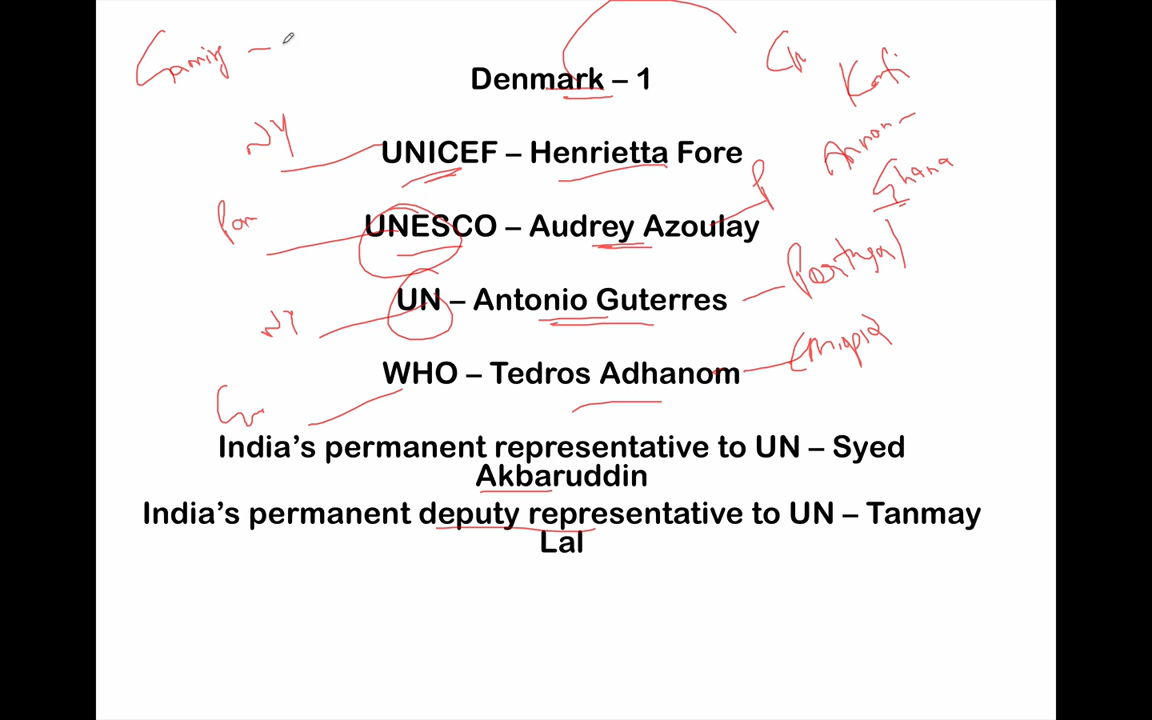 Gaming –
Denmark – 1
Kofi
NY
UNICEF – Henrietta Fore
Annan –
Ghana
UNESCO – Audrey Azoulay
P
Portugal
UN – Antonio Guterres
NY
WHO – Tedros Adhanom
India's permanent representative to UN – Syed
Akbaruddin
India's permanent deputy representative to UN – Tanmay
Lal